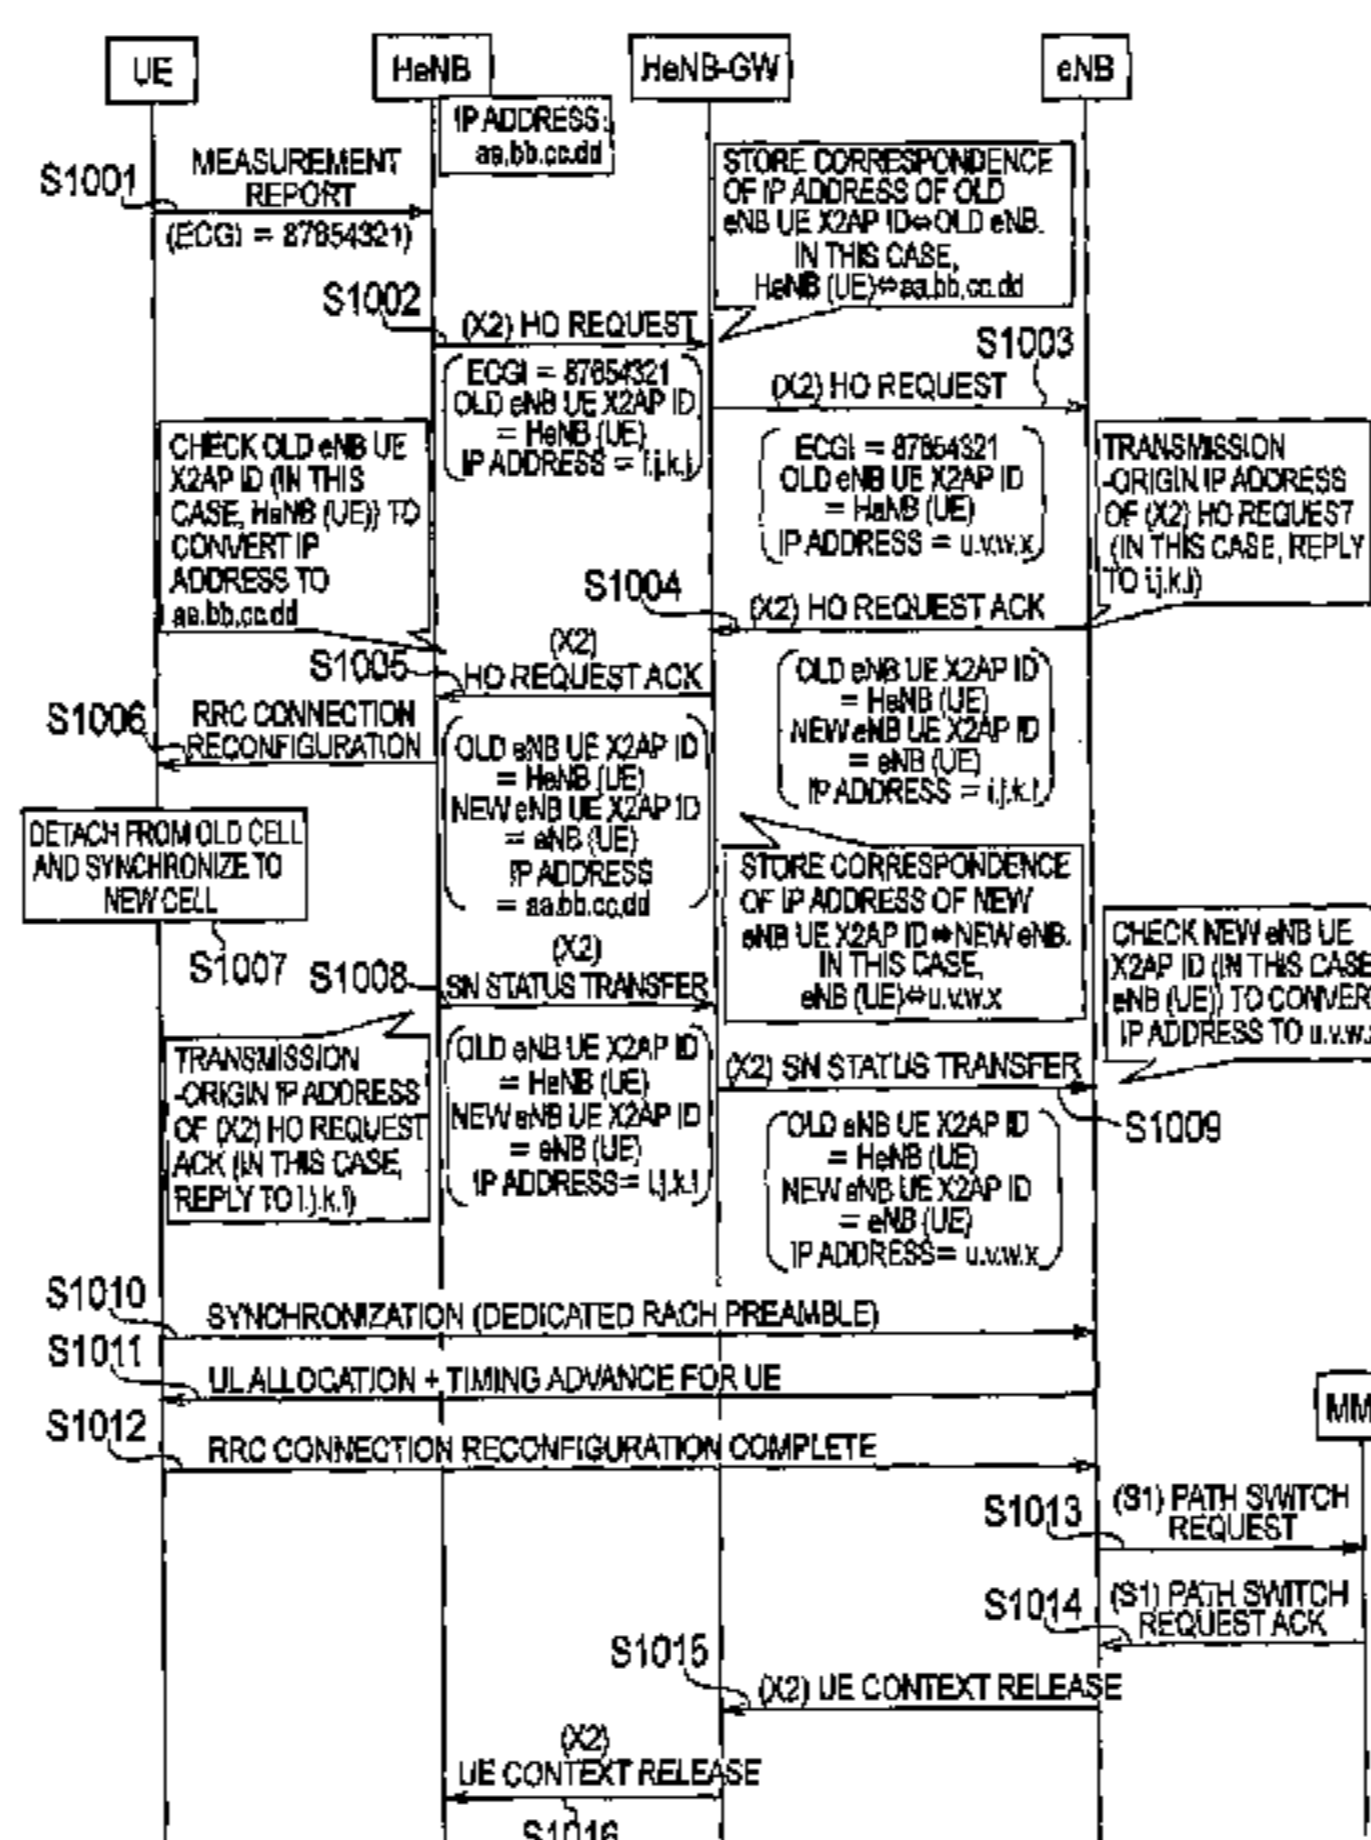 UE
HeNB
HeNB-GW
eNB
IP ADDRESS:
aa.bb.cc.dd
S1001
MEASUREMENT
REPORT
(ECGI = 87654321)
STORE CORRESPONDENCE
OF IP ADDRESS OF OLD
eNB UE X2AP ID⇔OLD eNB.
IN THIS CASE,
HeNB (UE)⇔aa.bb.cc.dd
S1002
(X2) HO REQUEST
ECGI = 87654321
OLD eNB UE X2AP ID
= HeNB (UE)
IP ADDRESS = i.j.k.l
S1003
(X2) HO REQUEST
ECGI = 87654321
OLD eNB UE X2AP ID
= HeNB (UE)
IP ADDRESS = u.v.w.x
CHECK OLD eNB UE
X2AP ID (IN THIS
CASE, HeNB (UE)) TO
CONVERT IP
ADDRESS TO
aa.bb.cc.dd
TRANSMISSION
-ORIGIN IP ADDRESS
OF (X2) HO REQUEST
(IN THIS CASE, REPLY
TO i.j.k.l)
S1004
(X2) HO REQUEST ACK
OLD eNB UE X2AP ID
= HeNB (UE)
NEW eNB UE X2AP ID
= eNB (UE)
IP ADDRESS = i.j.k.l
S1005
(X2)
HO REQUEST ACK
OLD eNB UE X2AP ID
= HeNB (UE)
NEW eNB UE X2AP ID
= eNB (UE)
IP ADDRESS
= aa.bb.cc.dd
S1006
RRC CONNECTION
RECONFIGURATION
DETACH FROM OLD CELL
AND SYNCHRONIZE TO
NEW CELL
S1007
STORE CORRESPONDENCE
OF IP ADDRESS OF NEW
eNB UE X2AP ID⇔NEW eNB.
IN THIS CASE,
eNB (UE)⇔u.v.w.x
S1008
(X2)
SN STATUS TRANSFER
OLD eNB UE X2AP ID
= HeNB (UE)
NEW eNB UE X2AP ID
= eNB (UE)
IP ADDRESS = i.j.k.l
CHECK NEW eNB UE
X2AP ID (IN THIS CASE
eNB (UE)) TO CONVERT
IP ADDRESS TO u.v.w.
TRANSMISSION
-ORIGIN IP ADDRESS
OF (X2) HO REQUEST
ACK (IN THIS CASE,
REPLY TO i.j.k.l)
(X2) SN STATUS TRANSFER
S1009
OLD eNB UE X2AP ID
= HeNB (UE)
NEW eNB UE X2AP ID
= eNB (UE)
IP ADDRESS = u.v.w.x
S1010
SYNCHRONIZATION (DEDICATED RACH PREAMBLE)
S1011
UL ALLOCATION + TIMING ADVANCE FOR UE
S1012
RRC CONNECTION RECONFIGURATION COMPLETE
MM
S1013
(S1) PATH SWITCH
REQUEST
S1014
(S1) PATH SWITCH
REQUEST ACK
S1015
(X2) UE CONTEXT RELEASE
(X2)
UE CONTEXT RELEASE
S1016